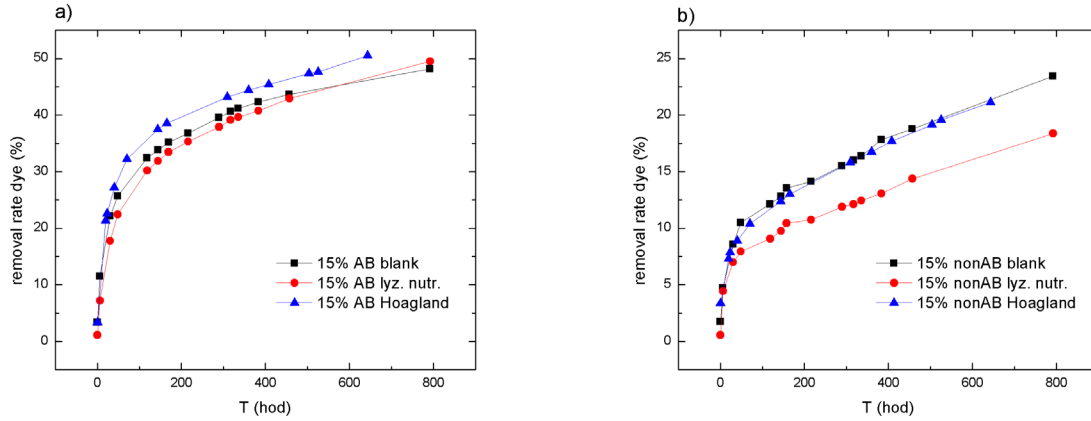 a)
removal rate dye (%)
50
40
30
20
10
0
15% AB blank
15% AB lyz. nutr.
15% AB Hoagland
0 200 400 600 800
T (hod)
b)
removal rate dye (%)
25
20
15
10
5
0
15% nonAB blank
15% nonAB lyz. nutr.
15% nonAB Hoagland
0 200 400 600 800
T (hod)